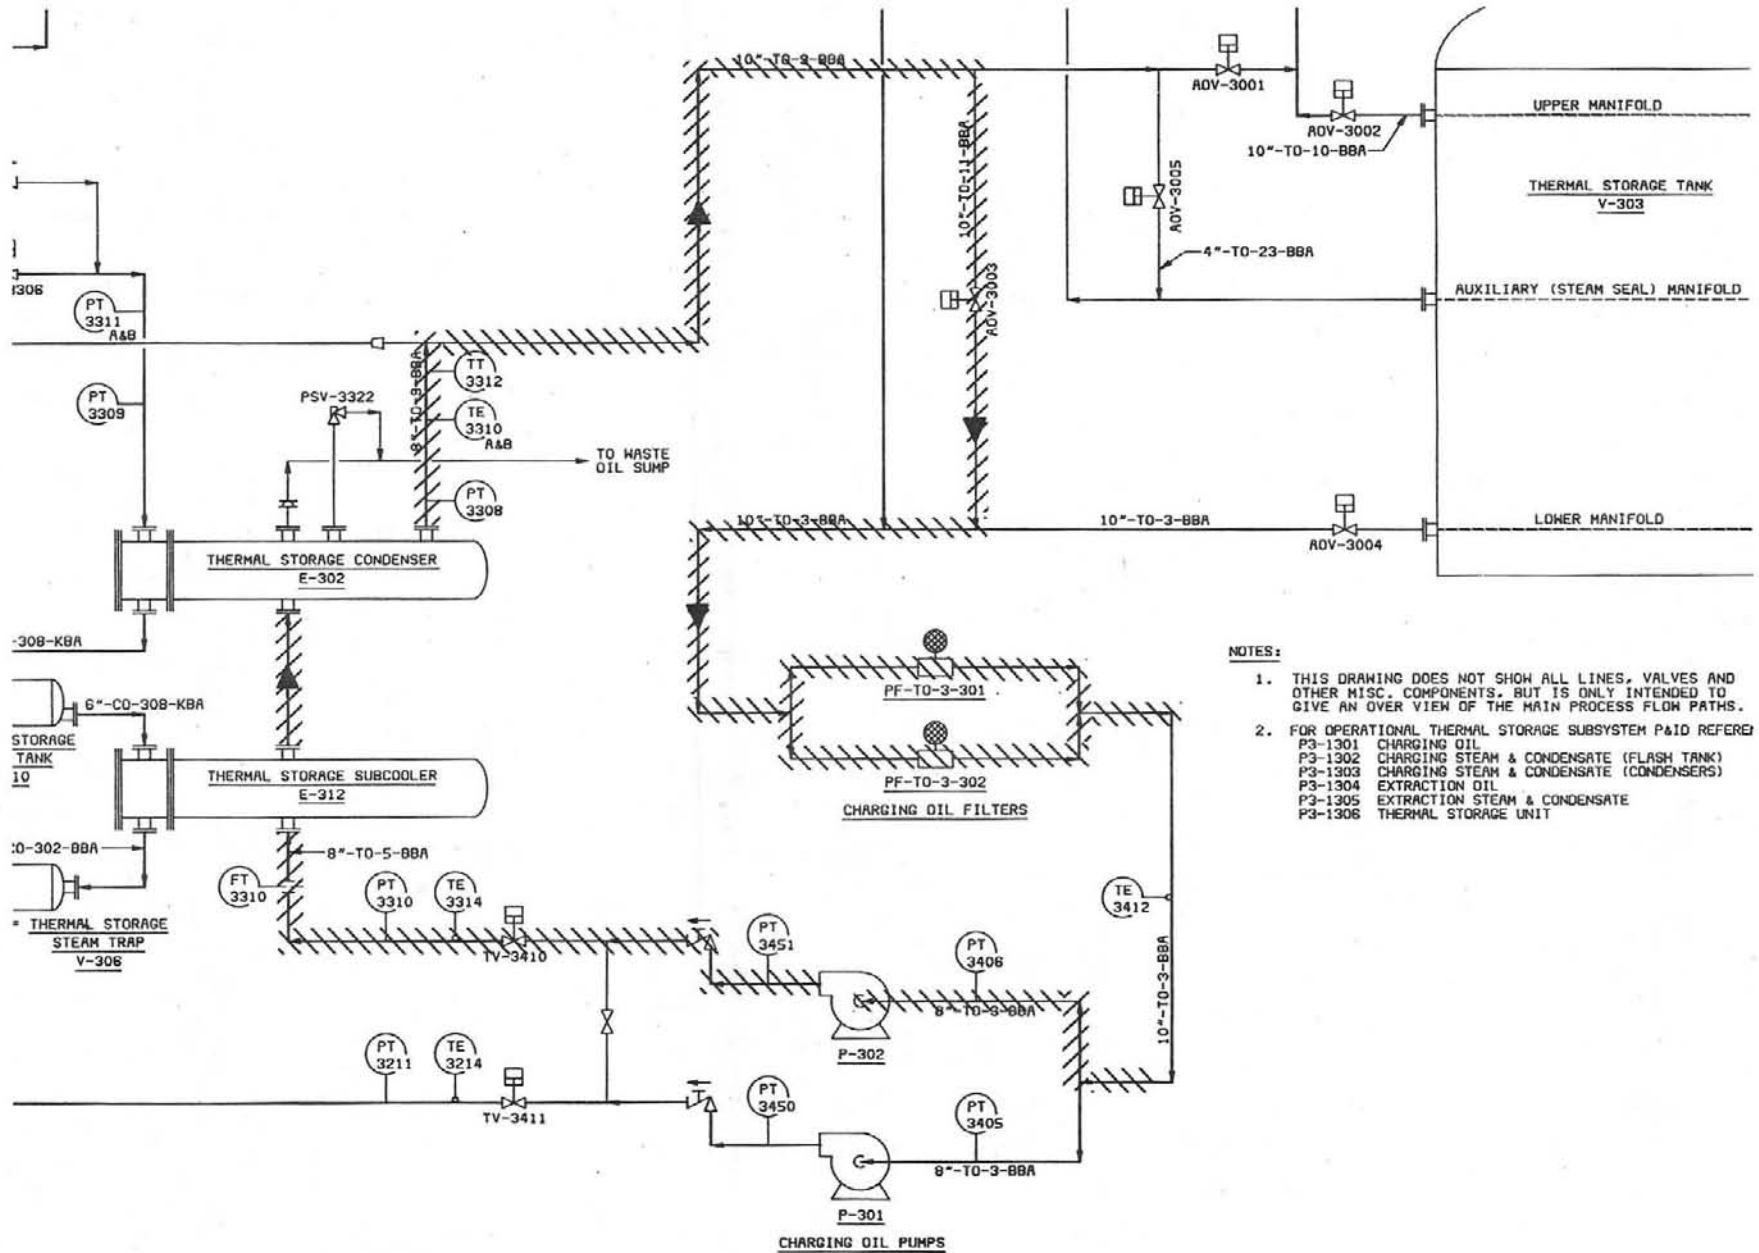 10"-TO-9-BBA
AOV-3001
AOV-3002
10"-TO-10-BBA
UPPER MANIFOLD
THERMAL STORAGE TANK
V-303
10"-TO-11-BBA
AOV-3005
4"-TO-23-BBA
AUXILIARY (STEAM SEAL) MANIFOLD
AOV-3003
PT
3311
A&B
PT
3309
TT
3312
PSV-3322
8"-TO-3-BBA
TE
3310
A&B
TO WASTE
OIL SUMP
PT
3308
10"-TO-3-BBA
10"-TO-3-BBA
AOV-3004
LOWER MANIFOLD
THERMAL STORAGE CONDENSER
E-302
-308-KBA
6"-CO-308-KBA
STORAGE
TANK
10
THERMAL STORAGE SUBCOOLER
E-312
PF-TO-3-301
PF-TO-3-302
CHARGING OIL FILTERS
NOTES:
1. THIS DRAWING DOES NOT SHOW ALL LINES, VALVES AND
OTHER MISC. COMPONENTS. BUT IS ONLY INTENDED TO
GIVE AN OVER VIEW OF THE MAIN PROCESS FLOW PATHS.
2. FOR OPERATIONAL THERMAL STORAGE SUBSYSTEM P&ID
P3-1301 CHARGING OIL
P3-1302 CHARGING STEAM & CONDENSATE (FLASH TANK)
P3-1303 CHARGING STEAM & CONDENSATE (CONDENSERS)
P3-1304 EXTRACTION OIL
P3-1305 EXTRACTION STEAM & CONDENSATE
P3-1306 THERMAL STORAGE UNIT
CO-302-BBA
8"-TO-5-BBA
FT
3310
PT
3310
TE
3314
TV-3410
THERMAL STORAGE
STEAM TRAP
V-306
PT
3451
PT
3406
8"-TO-3-BBA
P-302
TE
3412
10"-TO-3-BBA
PT
3211
TE
3214
TV-3411
PT
3450
PT
3405
8"-TO-3-BBA
P-301
CHARGING OIL PUMPS